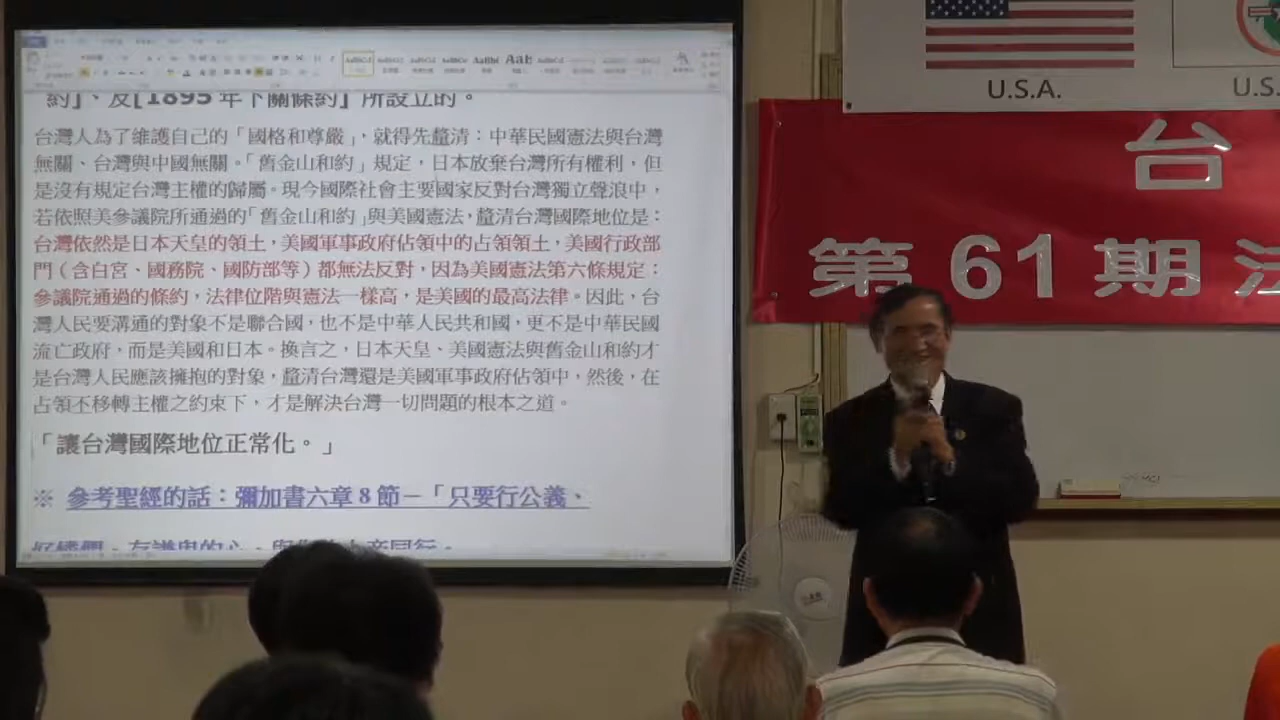 約]、及[1895 年下關條約] 所設立的。
台灣人為了維護自己的「國格和尊嚴」，就得先釐清：中華民國憲法與台灣
無關、台灣與中國無關。「舊金山和約」規定，日本放棄台灣所有權利，但
是沒有規定台灣主權的歸屬。現今國際社會主要國家反對台灣獨立聲浪中，
若依照美參議院所通過的「舊金山和約」與美國憲法，釐清台灣國際地位是：
台灣依然是日本天皇的領土，美國軍事政府佔領中的占領領土，美國行政部
門（含白宮、國務院、國防部等）都無法反對，因為美國憲法第六條規定：
參議院通過的條約，法律位階與憲法一樣高，是美國的最高法律。因此，台
灣人民要溝通的對象不是聯合國，也不是中華人民共和國，更不是中華民國
流亡政府，而是美國和日本。換言之，日本天皇、美國憲法與舊金山和約才
是台灣人民應該擁抱的對象，釐清台灣還是美國軍事政府佔領中，然後，在
占領不移轉主權之約束下，才是解決台灣一切問題的根本之道。
「讓台灣國際地位正常化。」
※ 參考聖經的話：彌加書六章 8 節－「只要行公義、
U.S.A.
U.S.
台
第 61 期 法